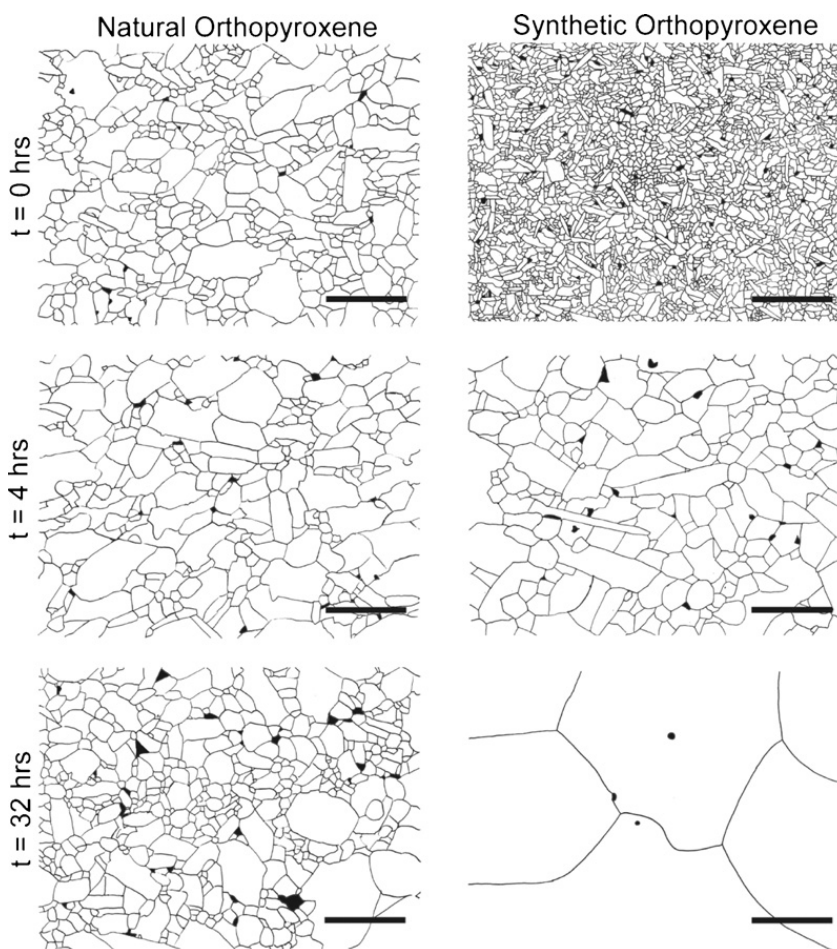 Natural Orthopyroxene
Synthetic Orthopyroxene
t = 0 hrs
t = 4 hrs
t = 32 hrs